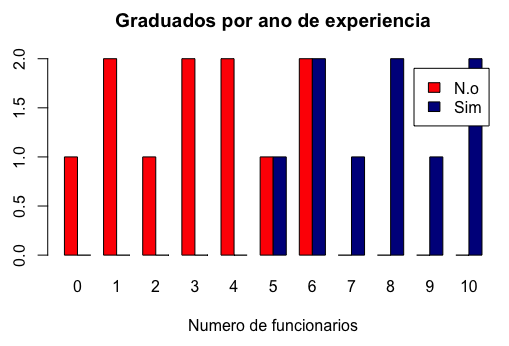 Graduados por ano de experiencia
2.0
1.5
1.0
0.5
0.0
N.o
Sim
0 1 2 3 4 5 6 7 8 9 10
Numero de funcionarios